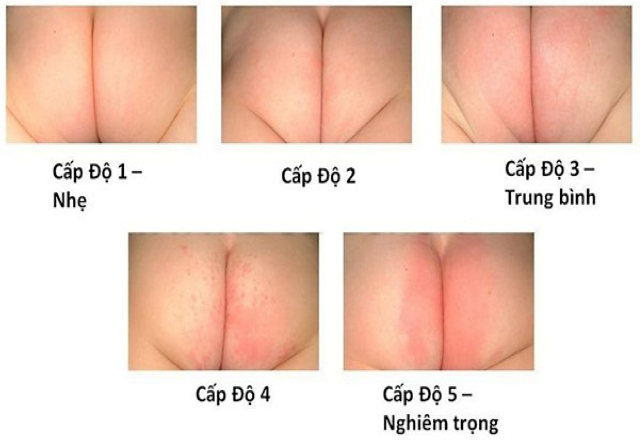 Cấp Độ 1 –
Nhẹ
Cấp Độ 2
Cấp Độ 3 –
Trung bình
Cấp Độ 4
Cấp Độ 5 –
Nghiêm trọng